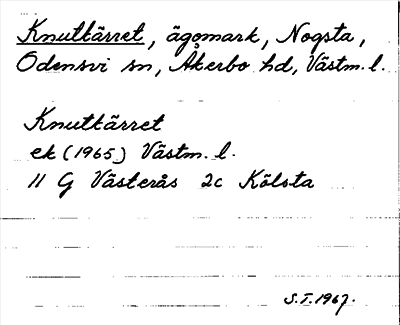 Knutkärret, ägomark, Nogsta,
Odensvi sn, Åkerbo hd, Västm. l.
Knutkärret
ek (1965) Västm. l.
11 G Västerås 2c Kölsta
S.I. 1967.